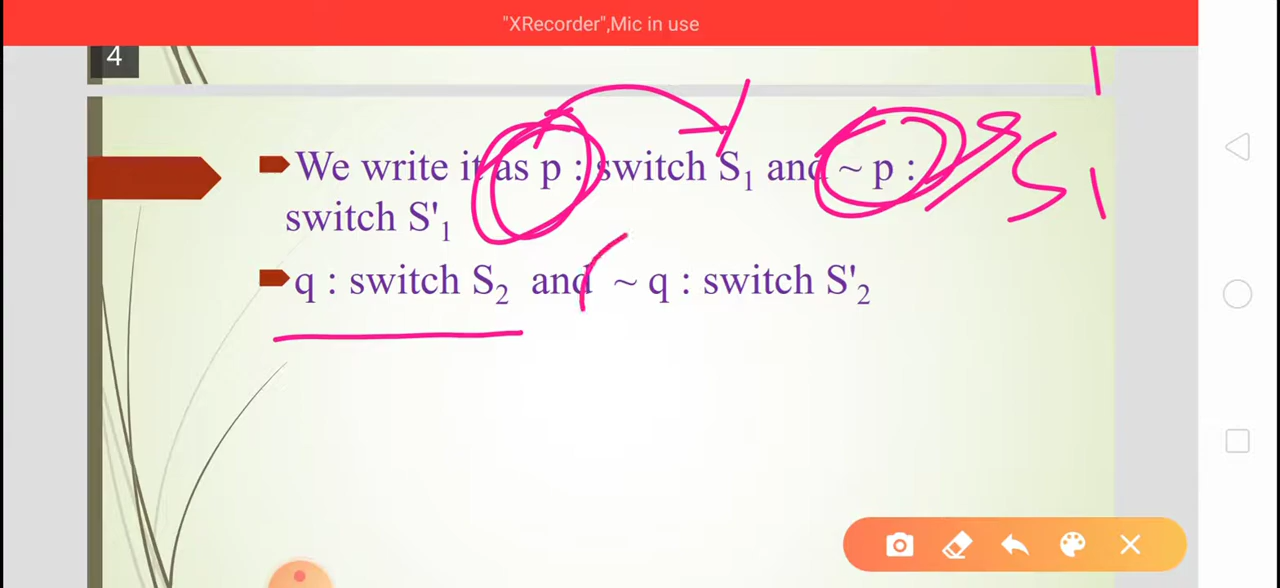 "XRecorder",Mic in use
4
We write it as p : switch S₁ and ~ p :
switch S'₁
S1
q : switch S₂ and ~ q : switch S'₂